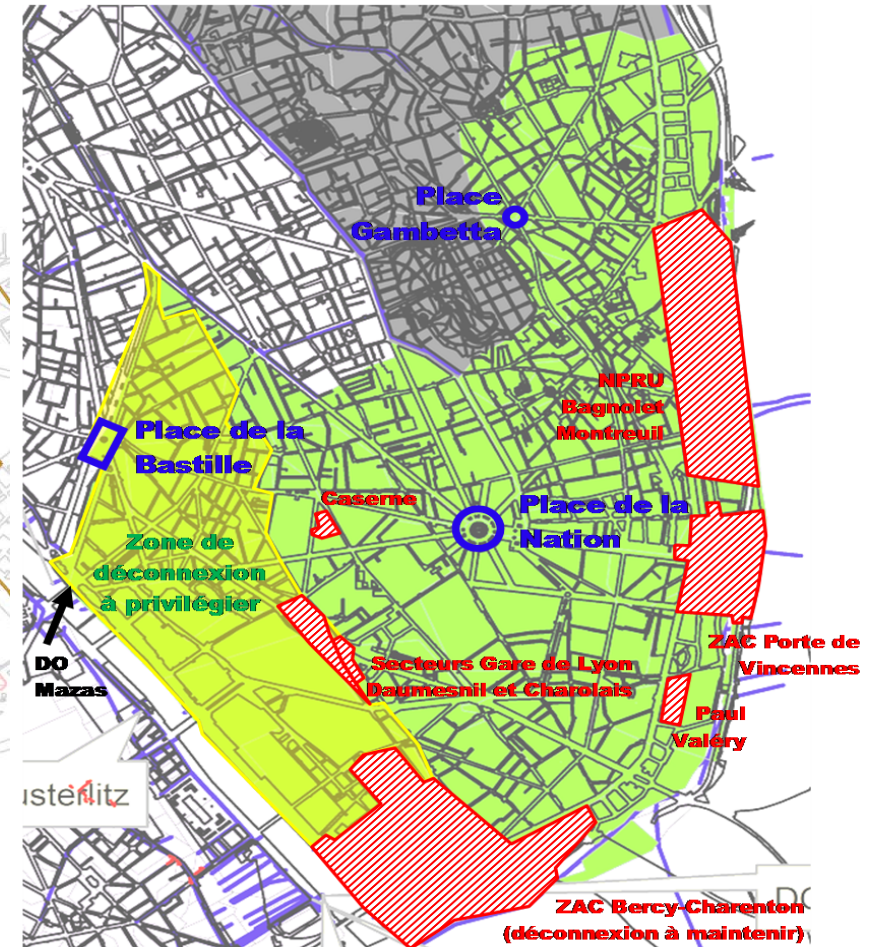 Place
Gambetta
NPRU
Bagnolet
Montreuil
Place de la
Bastille
Caserne
Place de la
Nation
Zone de
déconnexion
à privilégier
DO
Mazas
Secteurs Gare de Lyon
Daumesnil et Charolais
ZAC Porte de
Vincennes
Paul
Valéry
usterlitz
ZAC Bercy-Charenton
(déconnexion à maintenir)